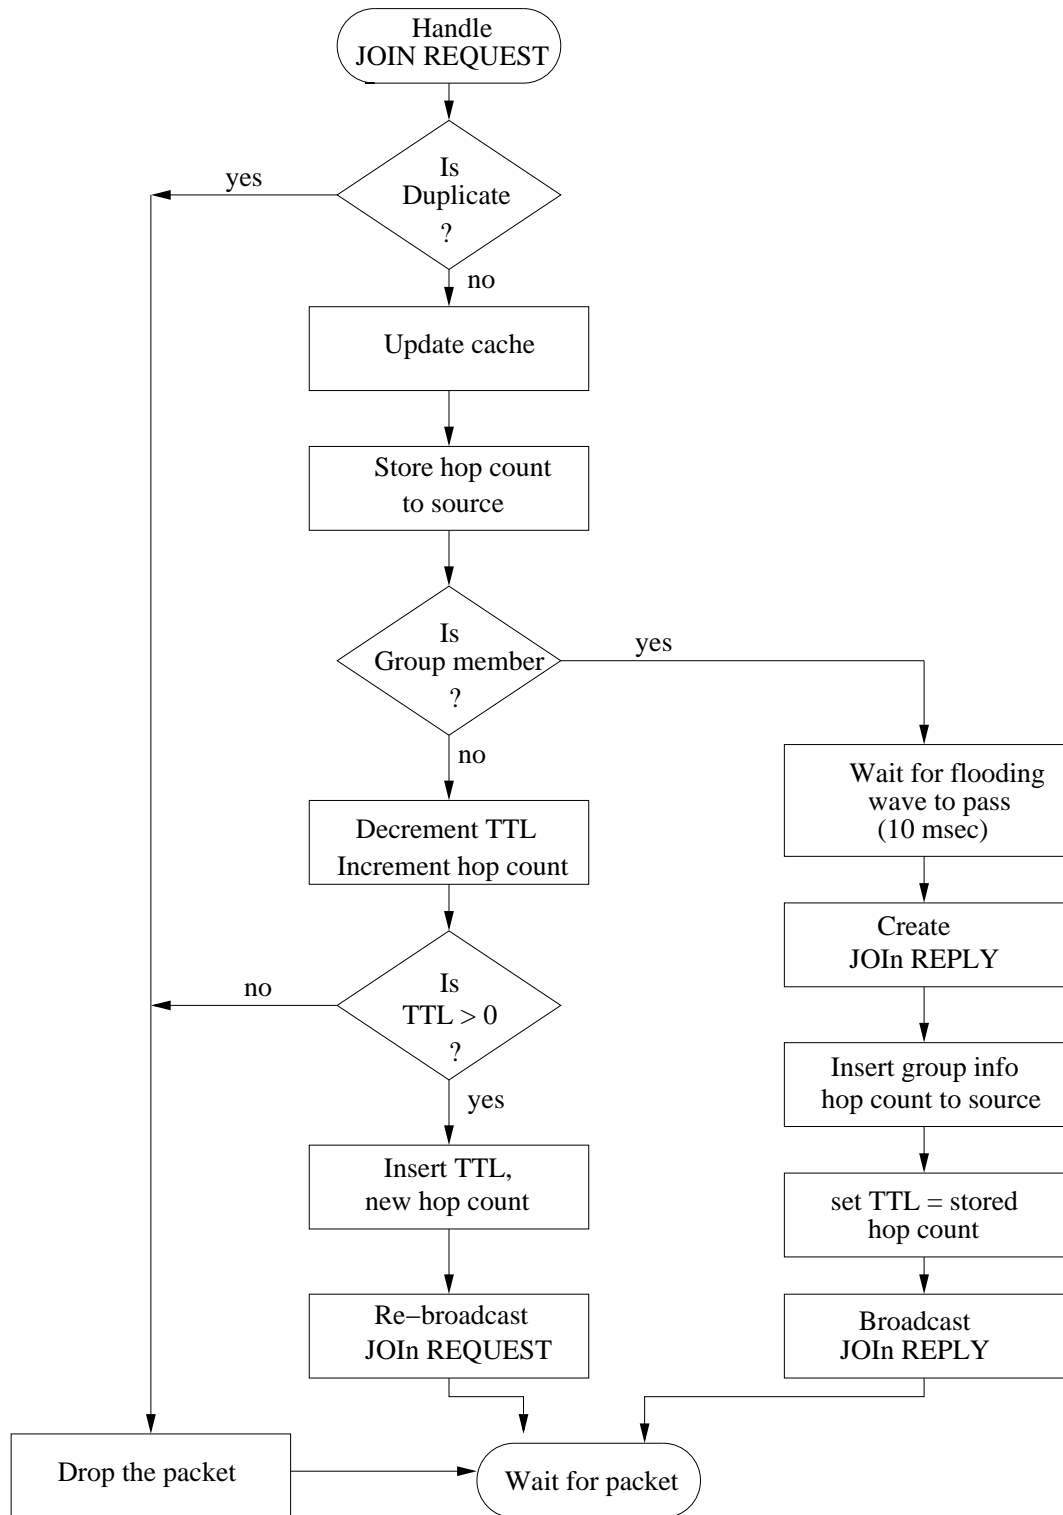 Handle
JOIN REQUEST
Is
Duplicate
?
yes
no
Update cache
Store hop count
to source
Is
Group member
?
yes
no
Wait for flooding
wave to pass
(10 msec)
Decrement TTL
Increment hop count
Create
JOIn REPLY
Is
TTL > 0
?
no
yes
Insert group info
hop count to source
Insert TTL,
new hop count
set TTL = stored
hop count
Re−broadcast
JOIn REQUEST
Broadcast
JOIn REPLY
Drop the packet
Wait for packet